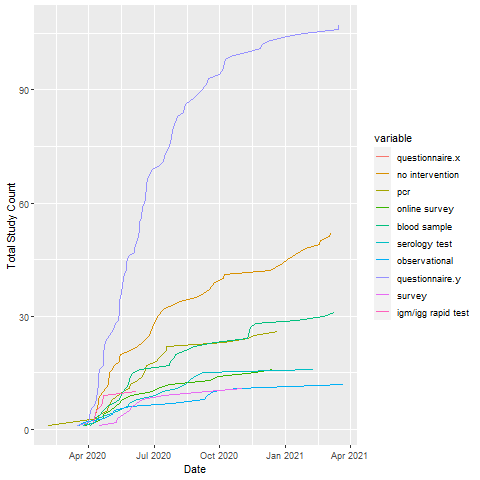 90
60
30
0
Total Study Count
Apr 2020
Jul 2020
Oct 2020
Jan 2021
Apr 2021
Date
variable
questionnaire.x
no intervention
pcr
online survey
blood sample
serology test
observational
questionnaire.y
survey
igm/igg rapid test